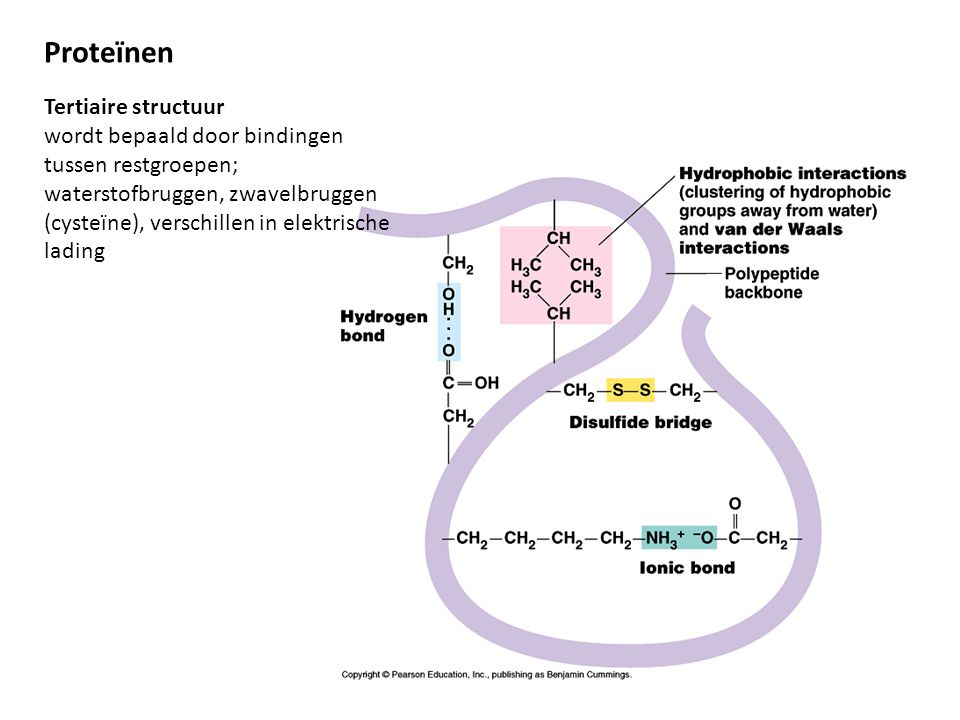 Proteïnen
Tertiaire structuur
wordt bepaald door bindingen
tussen restgroepen;
waterstofbruggen, zwavelbruggen
(cysteïne), verschillen in elektrische
lading
Hydrophobic interactions
(clustering of hydrophobic
groups away from water)
and van der Waals
interactions
Polypeptide
backbone
CH
H₃C CH₃
H₃C CH₃
CH
CH₂
O
H
.
.
.
O
C=OH
CH₂
Hydrogen
bond
CH₂—S—S—CH₂
Disulfide bridge
O
—CH₂—CH₂—CH₂—CH₂—NH₃⁺ ⁻O—C—CH₂—
Ionic bond
Copyright © Pearson Education, Inc., publishing as Benjamin Cummings.